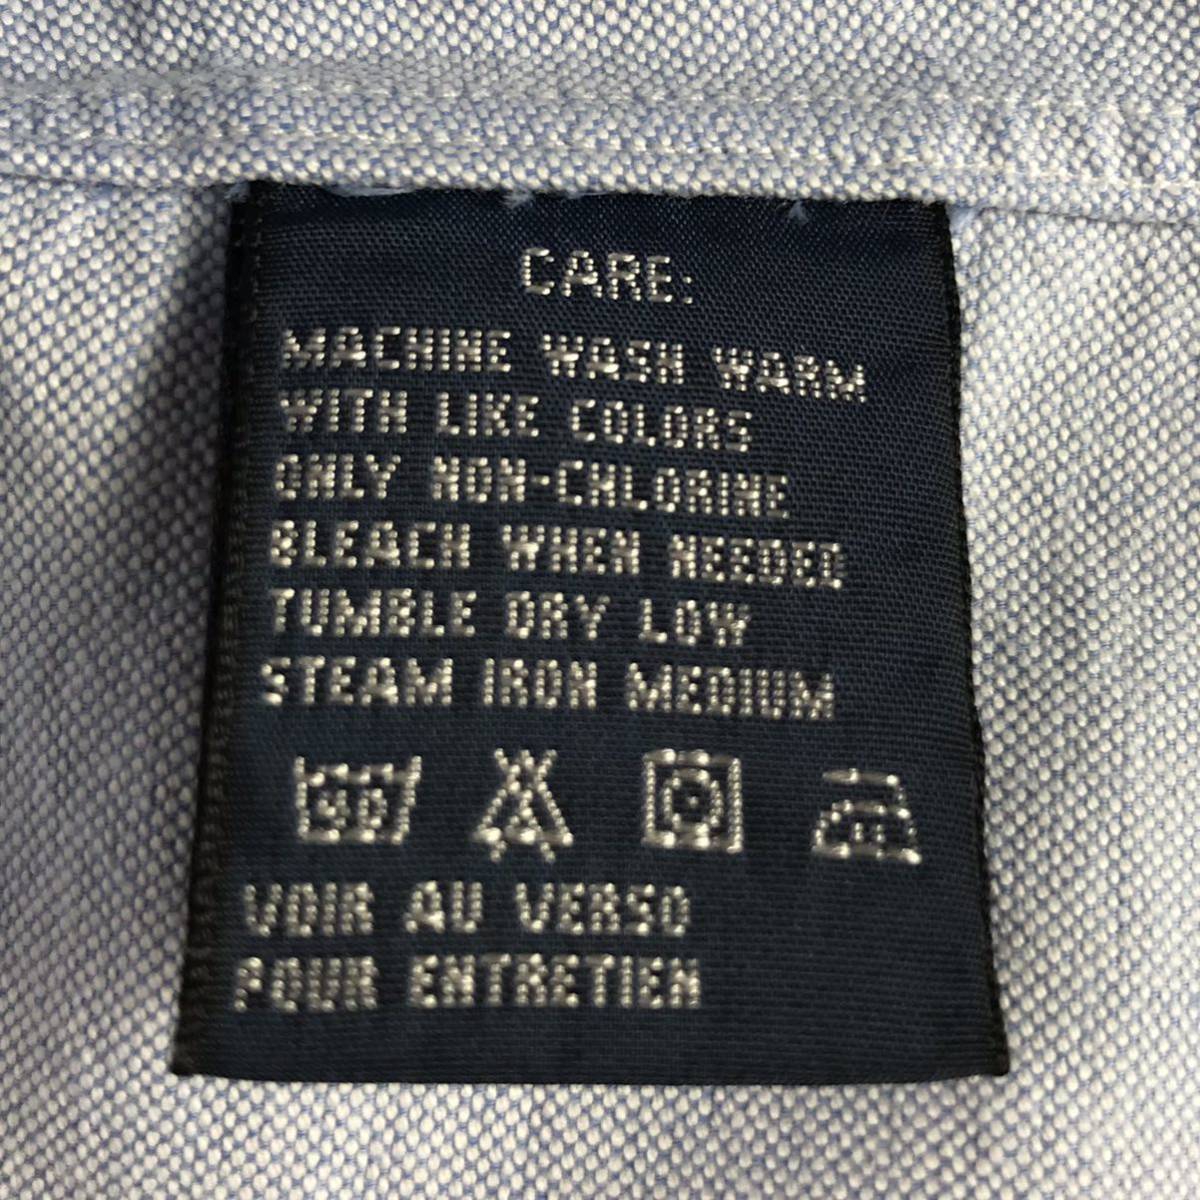 CARE:
MACHINE WASH WARM
WITH LIKE COLORS
ONLY NON-CHLORINE
BLEACH WHEN NEEDED
TUMBLE DRY LOW
STEAM IRON MEDIUM
40
VOIR AU VERSO
POUR ENTRETIEN